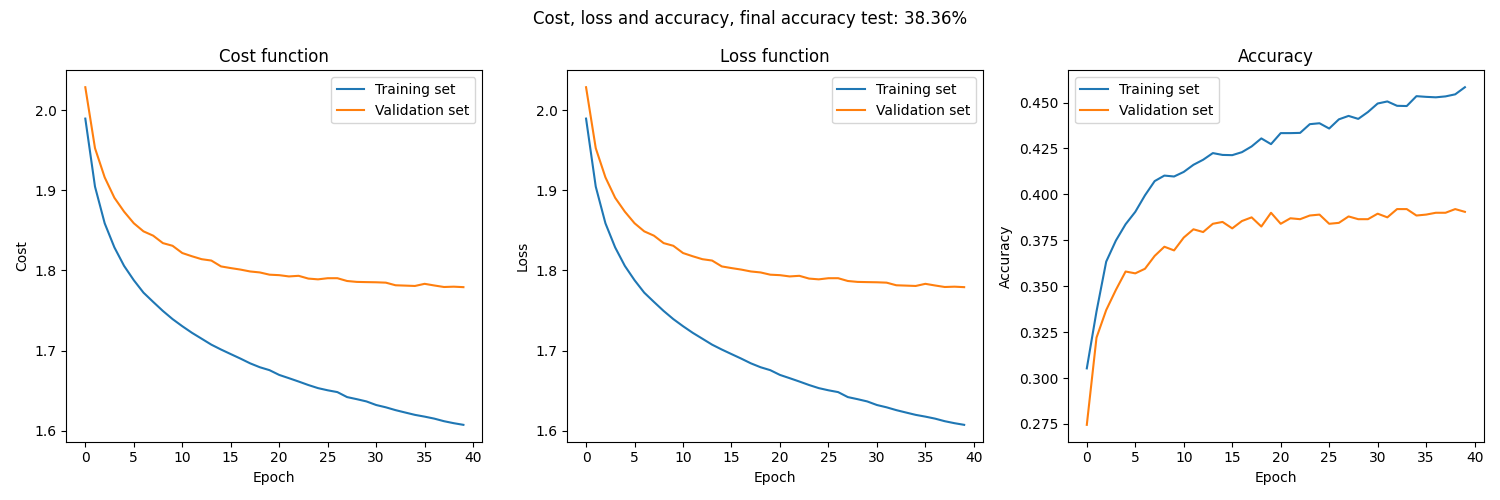 Cost, loss and accuracy, final accuracy test: 38.36%
Cost function
Training set
Validation set
2.0
1.9
1.8
1.7
1.6
Cost
0 5 10 15 20 25 30 35 40
Epoch
Loss function
Training set
Validation set
2.0
1.9
1.8
1.7
1.6
Loss
0 5 10 15 20 25 30 35 40
Epoch
Accuracy
Training set
Validation set
0.450
0.425
0.400
0.375
0.350
0.325
0.300
0.275
Accuracy
0 5 10 15 20 25 30 35 40
Epoch